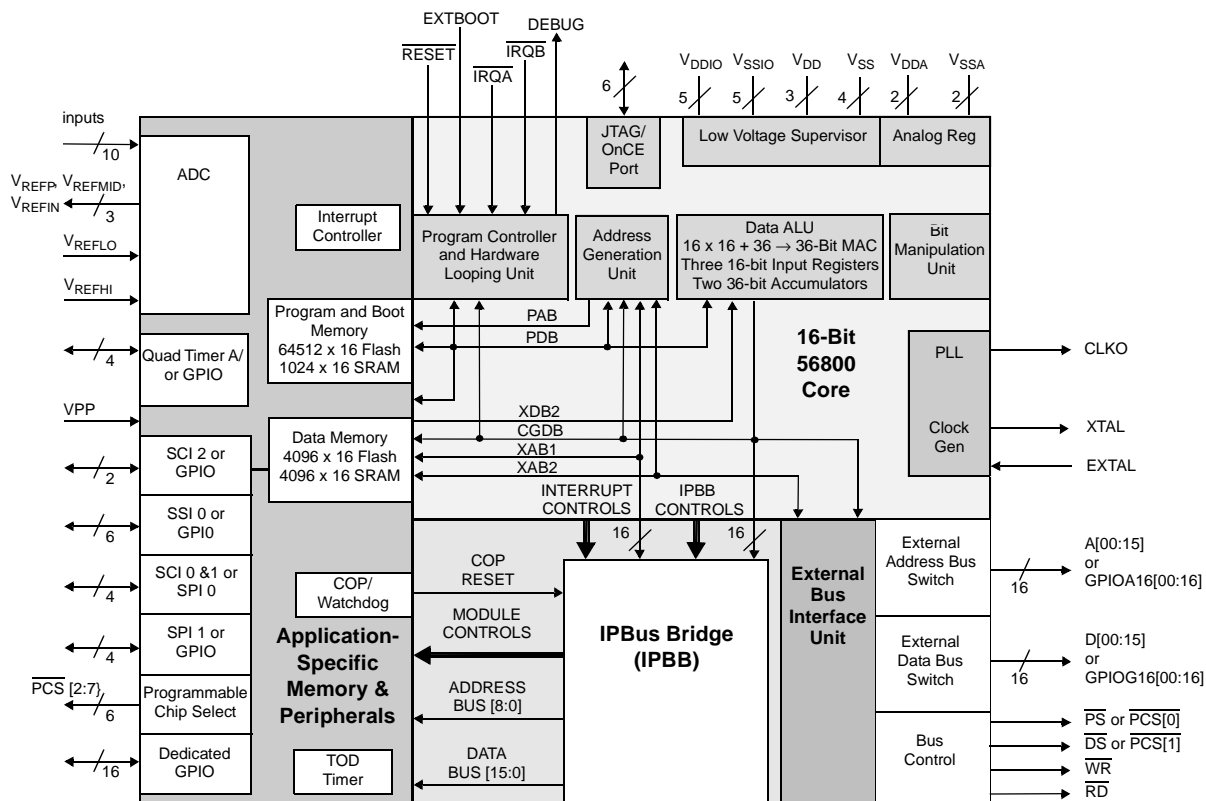 EXTBOOT
DEBUG
RESET
IRQB
IRQA
6
VDDIO
VSSIO
VDD
VSS
VDDA
VSSA
5
5
3
4
2
2
inputs
10
ADC
VREFP, VREFMID,
VREFIN
3
VREFLO
VREFHI
JTAG/
OnCE
Port
Low Voltage Supervisor
Analog Reg
Interrupt
Controller
Program Controller
and Hardware
Looping Unit
Address
Generation
Unit
Data ALU
16 x 16 + 36 → 36-Bit MAC
Three 16-bit Input Registers
Two 36-bit Accumulators
Bit
Manipulation
Unit
Program and Boot
Memory
64512 x 16 Flash
1024 x 16 SRAM
PAB
PDB
16-Bit
56800
Core
PLL
Clock
Gen
CLKO
XTAL
EXTAL
4
Quad Timer A/
or GPIO
VPP
Data Memory
4096 x 16 Flash
4096 x 16 SRAM
XDB2
CGDB
XAB1
XAB2
2
SCI 2 or
GPIO
6
SSI 0 or
GPI0
4
SCI 0 &1 or
SPI 0
4
SPI 1 or
GPIO
PCS [2:7}
6
Programmable
Chip Select
16
Dedicated
GPIO
INTERRUPT
CONTROLS
16
IPBB
CONTROLS
16
COP/
Watchdog
COP
RESET
MODULE
CONTROLS
Application-
Specific
Memory &
Peripherals
ADDRESS
BUS [8:0]
DATA
BUS [15:0]
TOD
Timer
IPBus Bridge
(IPBB)
External
Bus
Interface
Unit
External
Address Bus
Switch
16
A[00:15]
or
GPIOA16[00:16]
External
Data Bus
Switch
16
D[00:15]
or
GPIOG16[00:16]
Bus
Control
PS or PCS[0]
DS or PCS[1]
WR
RD